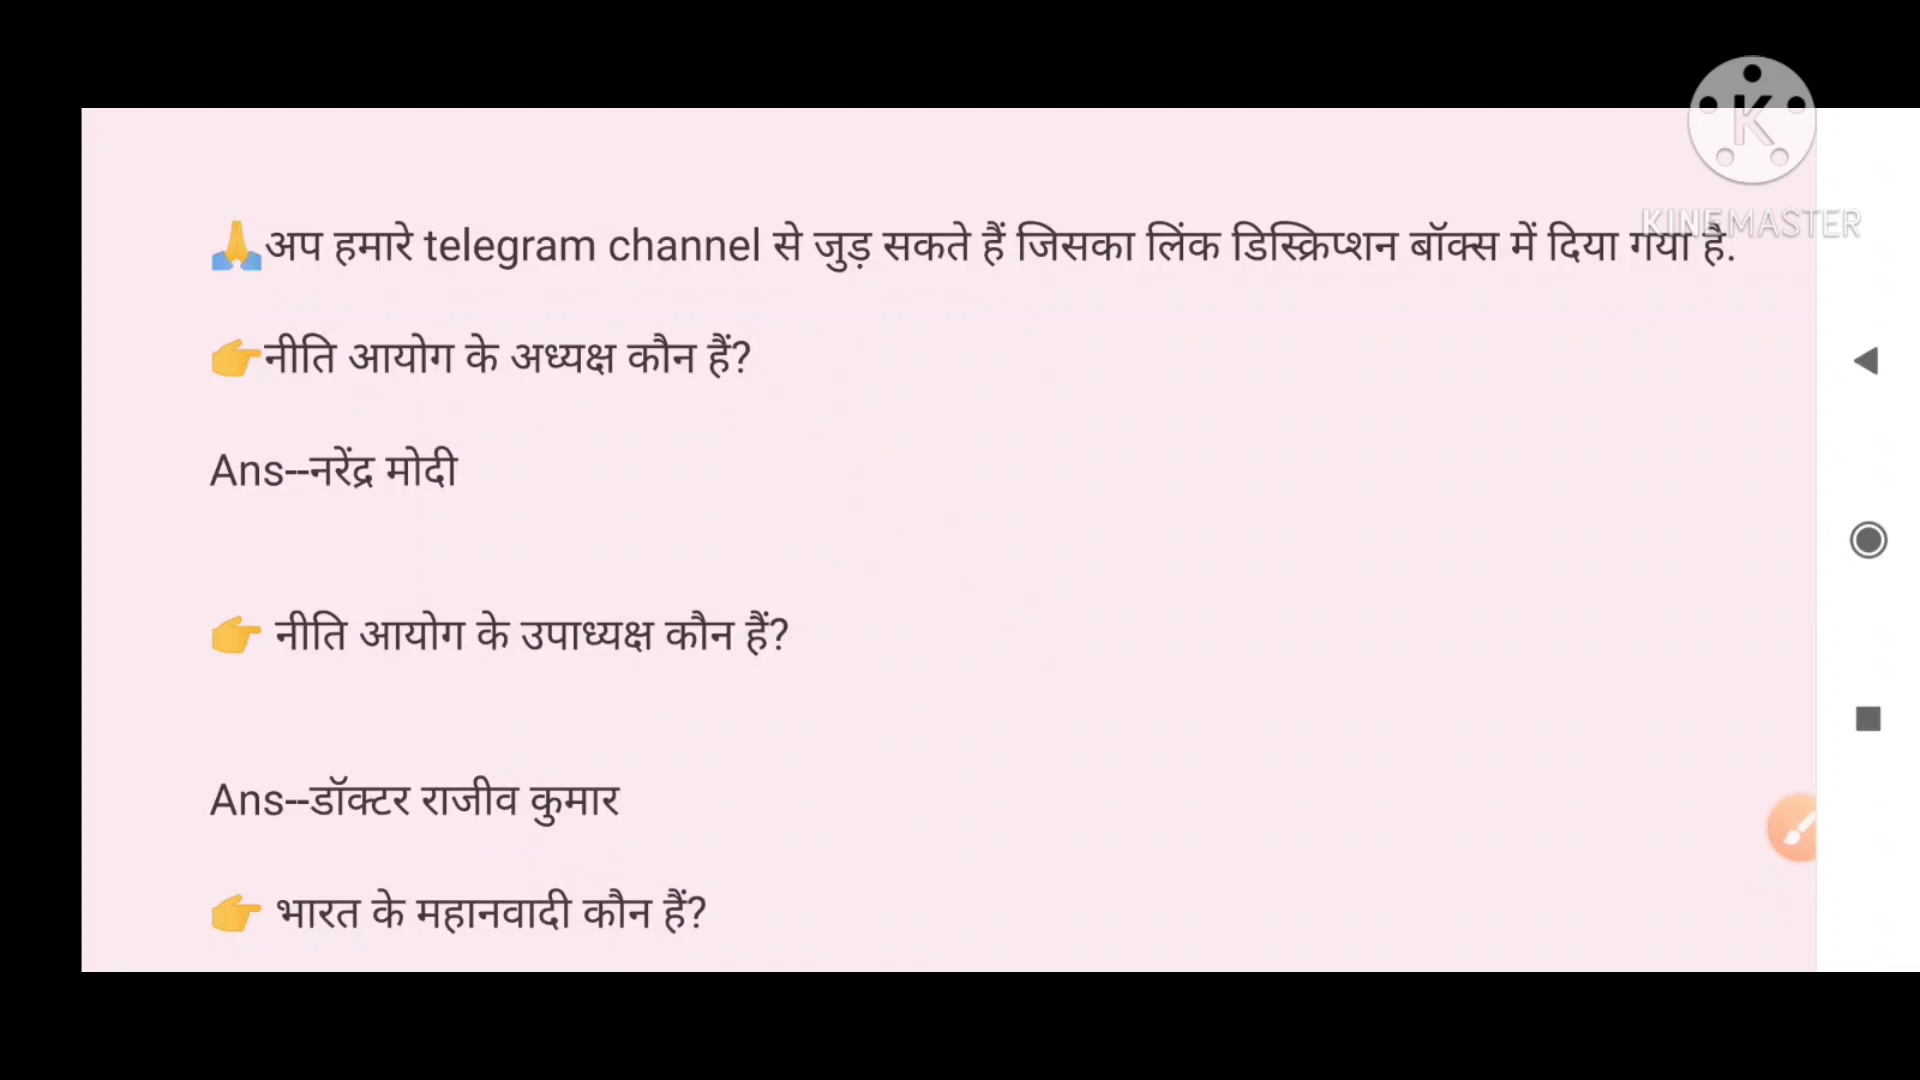 🙏अप हमारे telegram channel से जुड़ सकते हैं जिसका लिंक डिस्क्रिप्शन बॉक्स में दिया गया है.
KINEMASTER
👉नीति आयोग के अध्यक्ष कौन हैं?
Ans--नरेंद्र मोदी
👉 नीति आयोग के उपाध्यक्ष कौन हैं?
Ans--डॉक्टर राजीव कुमार
👉 भारत के महानवादी कौन हैं?